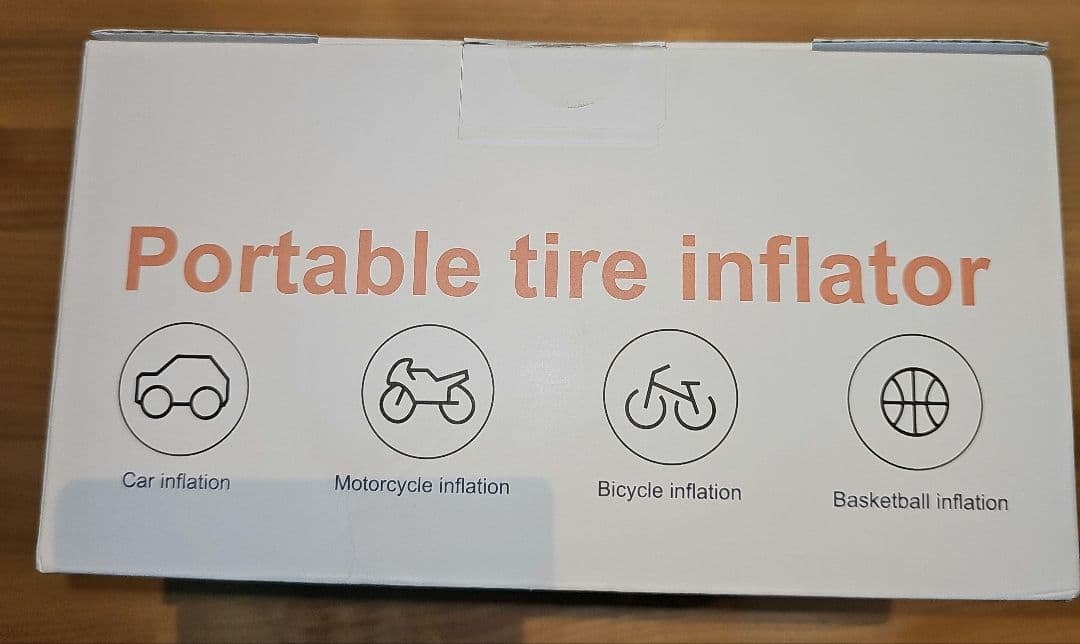 Portable tire inflator
Car inflation
Motorcycle inflation
Bicycle inflation
Basketball inflation